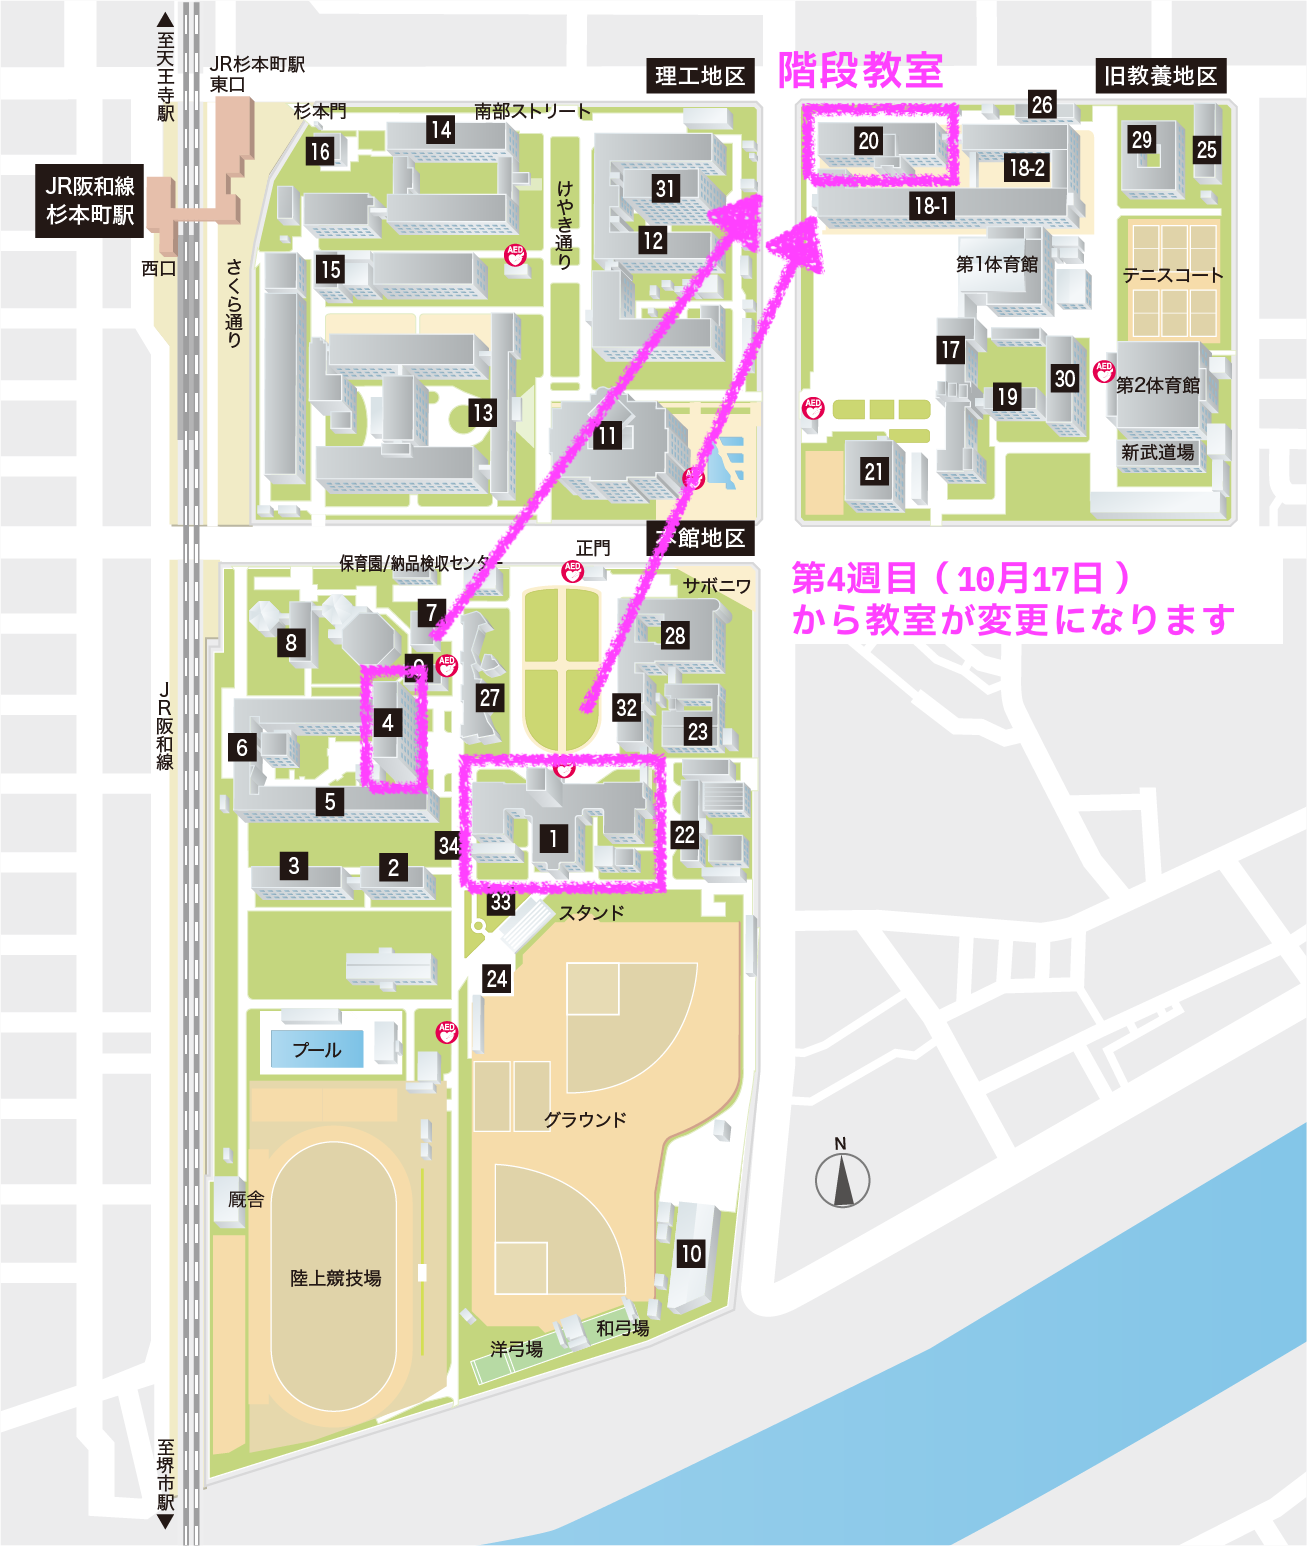 ▲至天王寺駅
JR杉本町駅
東口
理工地区
階段教室
旧教養地区
杉本門
南部ストリート
16
14
31
12
けやき通り
20
26
18-2
18-1
29
25
JR阪和線
杉本町駅
西口
さくら通り
15
AED
第1体育館
テニスコート
13
11
AED
17
19
30
AED
第2体育館
新武道場
AED
21
本館地区
保育園/納品検収センター
正門
AED
サボニワ
第4週目（10月17日）
から教室が変更になります
7
8
9
AED
28
27
32
23
4
6
5
JR阪和線
34
1
22
3
2
33
スタンド
24
AED
プール
グラウンド
N
厩舎
陸上競技場
10
和弓場
洋弓場
至堺市駅▼